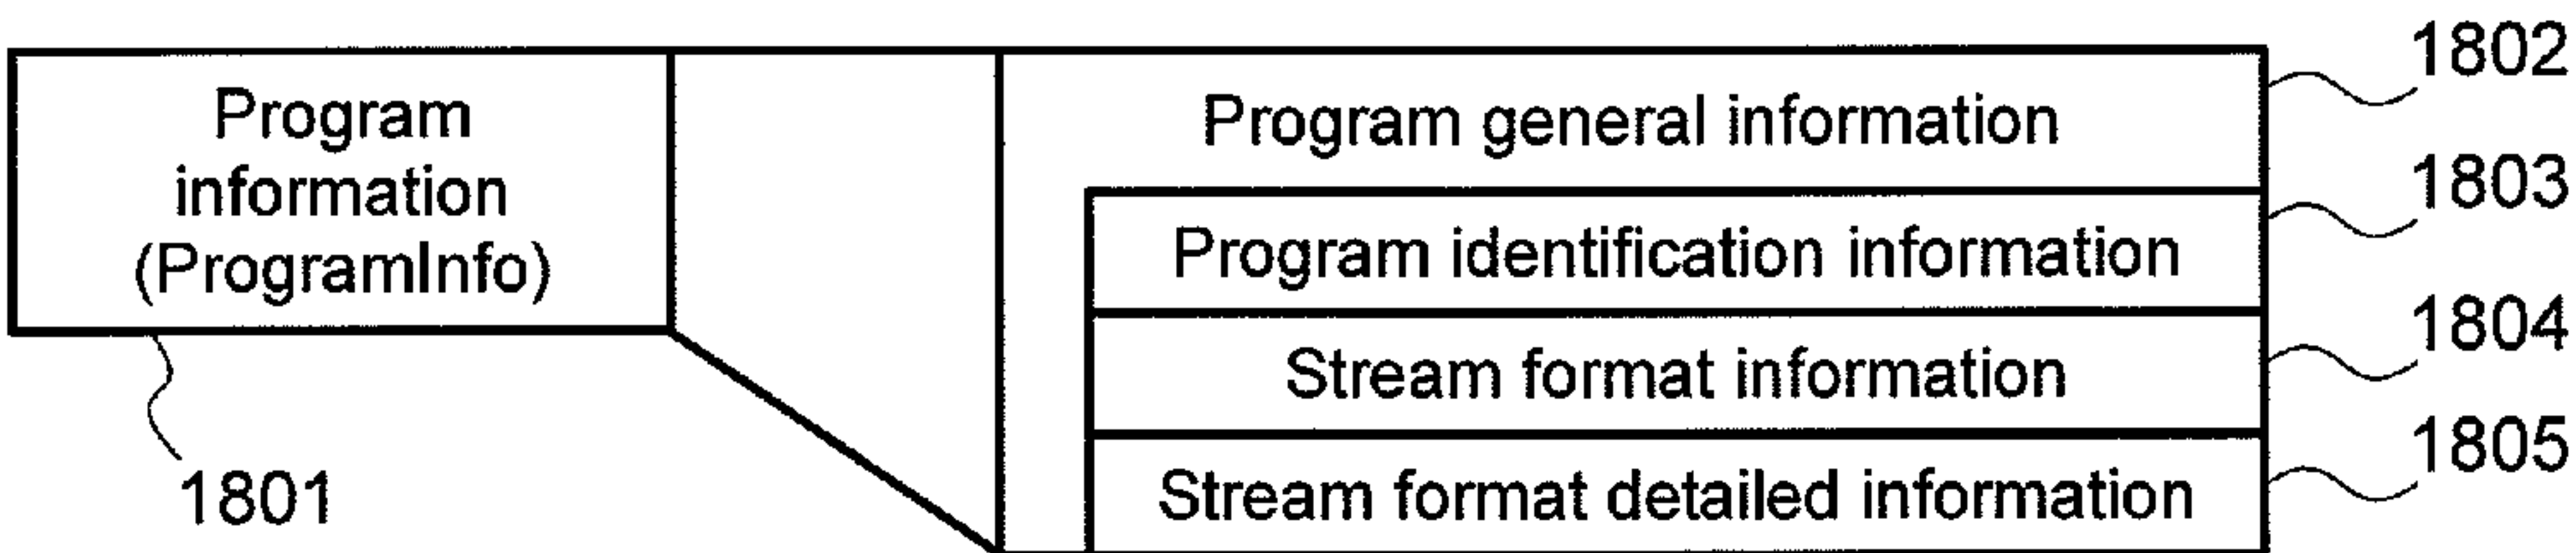 Program
information
(ProgramInfo)
1801
Program general information
1802
Program identification information
1803
Stream format information
1804
Stream format detailed information
1805